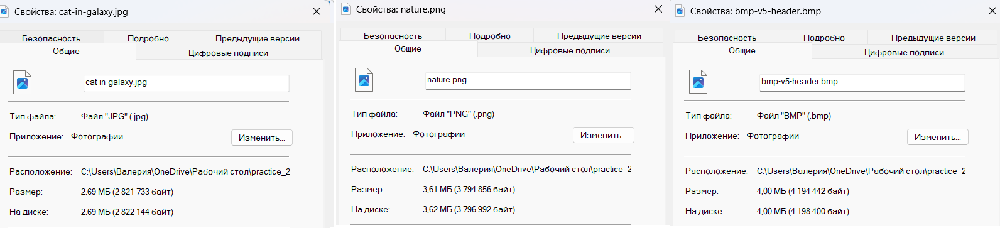 Свойства: cat-in-galaxy.jpg
Безопасность Подробно Предыдущие версии
Общие Цифровые подписи
cat-in-galaxy.jpg
Тип файла: Файл "JPG" (.jpg)
Приложение: Фотографии Изменить...
Расположение: C:\Users\Валерия\OneDrive\Рабочий стол\practice_2
Размер: 2,69 МБ (2 821 733 байт)
На диске: 2,69 МБ (2 822 144 байт)
Свойства: nature.png
Безопасность Подробно Предыдущие версии
Общие Цифровые подписи
nature.png
Тип файла: Файл "PNG" (.png)
Приложение: Фотографии Изменить...
Расположение: C:\Users\Валерия\OneDrive\Рабочий стол\practice_2
Размер: 3,61 МБ (3 794 856 байт)
На диске: 3,62 МБ (3 796 992 байт)
Свойства: bmp-v5-header.bmp
Безопасность Подробно Предыдущие версии
Общие Цифровые подписи
bmp-v5-header.bmp
Тип файла: Файл "BMP" (.bmp)
Приложение: Фотографии Изменить...
Расположение: C:\Users\Валерия\OneDrive\Рабочий стол\practice_2
Размер: 4,00 МБ (4 194 442 байт)
На диске: 4,00 МБ (4 198 400 байт)